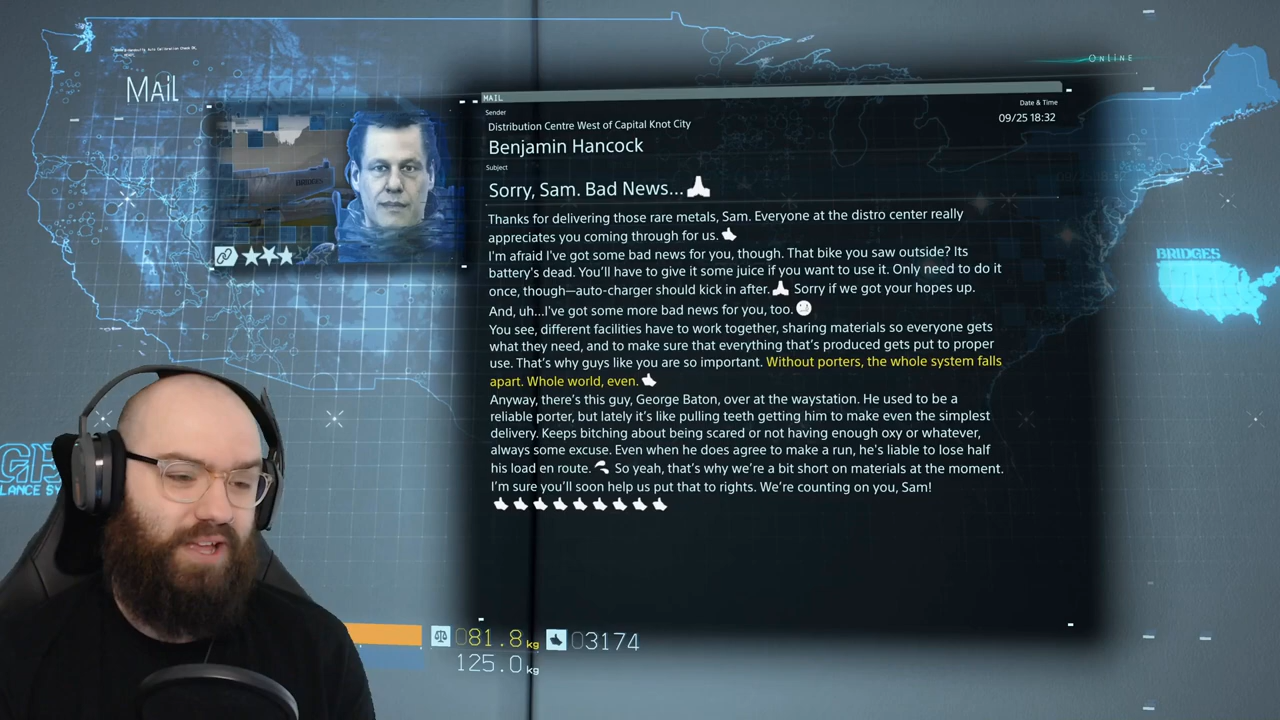 Mail
ONLINE
MAIL
Sender
Date & Time
Distribution Centre West of Capital Knot City
09/25 18:32
Benjamin Hancock
Subject
Sorry, Sam. Bad News...
Thanks for delivering those rare metals, Sam. Everyone at the distro center really
appreciates you coming through for us.
I'm afraid I've got some bad news for you, though. That bike you saw outside? Its
battery's dead. You'll have to give it some juice if you want to use it. Only need to do it
once, though—auto-charger should kick in after. Sorry if we got your hopes up.
And, uh...I've got some more bad news for you, too.
You see, different facilities have to work together, sharing materials so everyone gets
what they need, and to make sure that everything that's produced gets put to proper
use. That's why guys like you are so important. Without porters, the whole system falls
apart. Whole world, even.
Anyway, there's this guy, George Baton, over at the waystation. He used to be a
reliable porter, but lately it's like pulling teeth getting him to make even the simplest
delivery. Keeps bitching about being scared or not having enough oxy or whatever,
always some excuse. Even when he does agree to make a run, he's liable to lose half
his load en route. So yeah, that's why we're a bit short on materials at the moment.
I'm sure you'll soon help us put that to rights. We're counting on you, Sam!
BRIDGES
BRIDGES
LANCE SY
081.8 kg
03174
125.0 kg